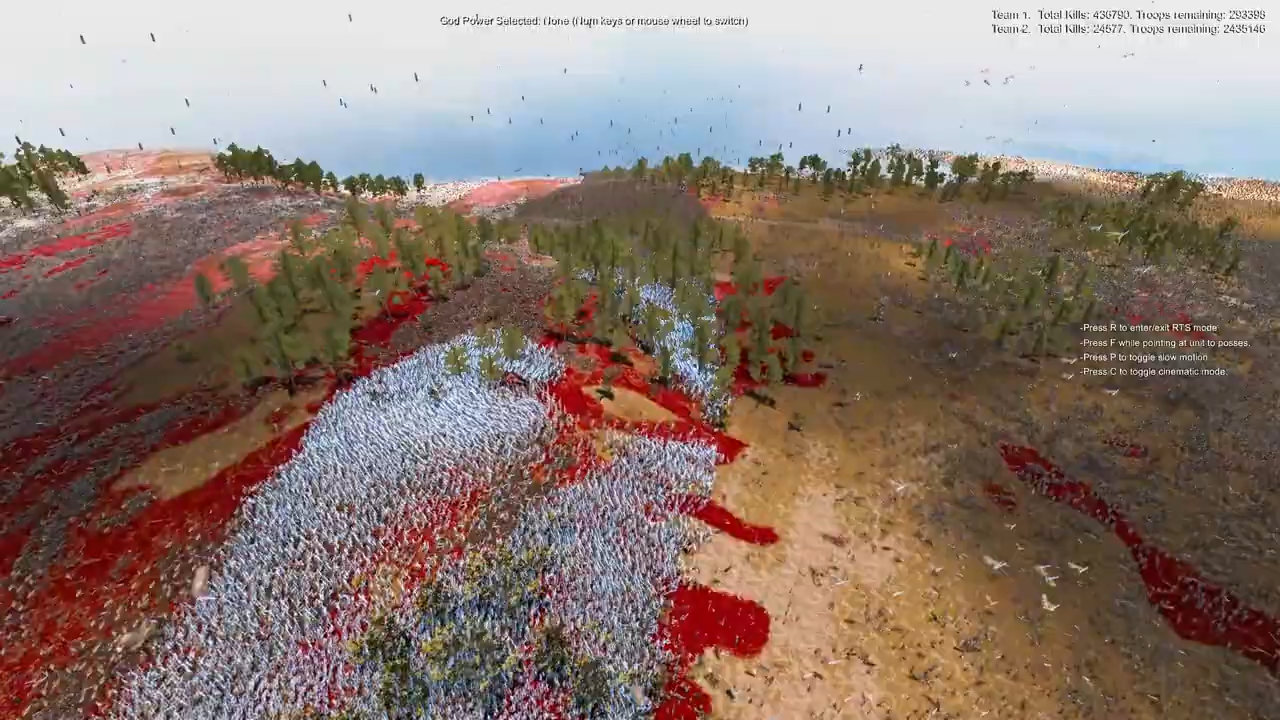 God Power Selected: None (Num keys or mouse wheel to switch)
Team 1. Total Kills: 436790. Troops remaining: 293398
Team 2. Total Kills: 24577. Troops remaining: 2435146
-Press R to enter/exit RTS mode
-Press F while pointing at unit to posses.
-Press P to toggle slow motion
-Press C to toggle cinematic mode.